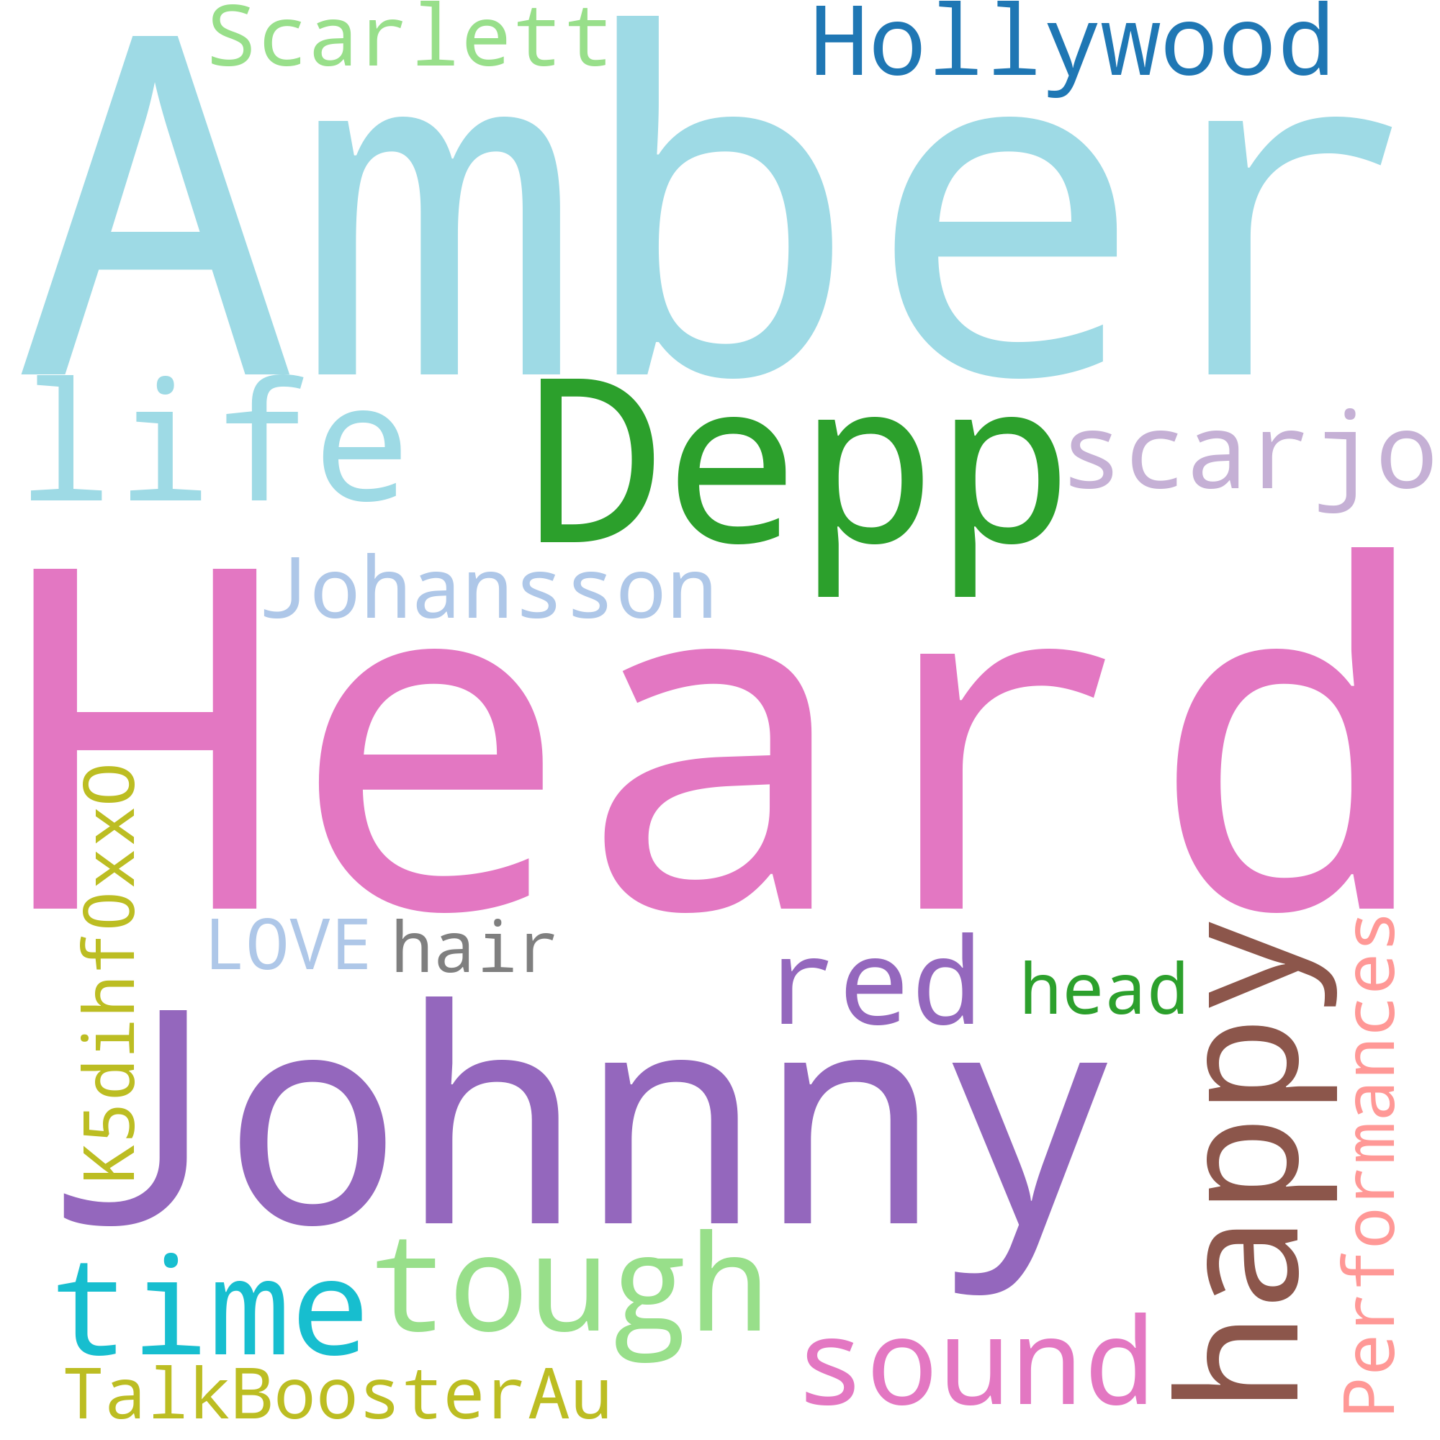 Scarlett
Hollywood
Amber
life
Depp
scarjo
Johansson
Heard
K5dihf0xxO
LOVE
hair
red
head
happy
Performances
Johnny
time
tough
sound
TalkBoosterAu